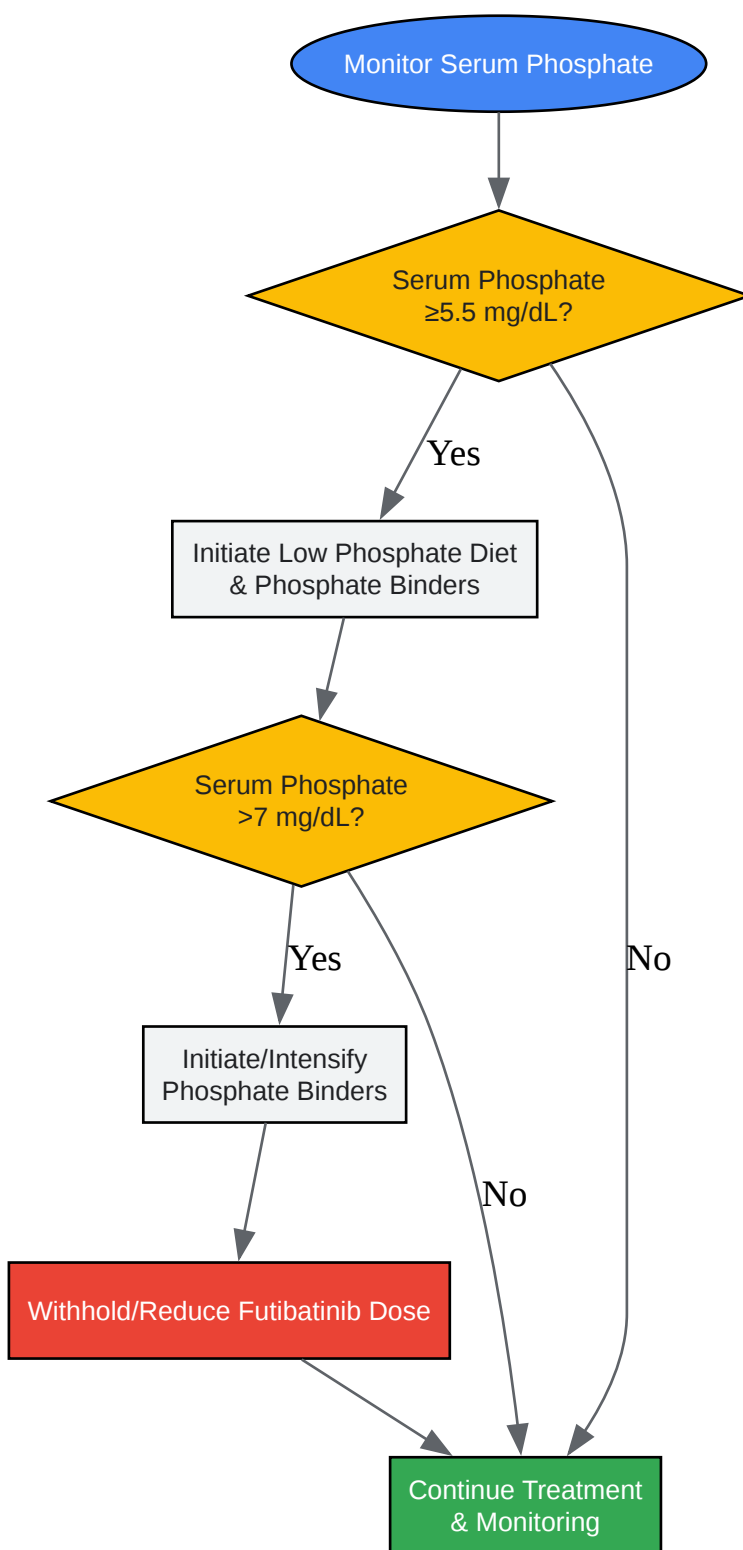 Monitor Serum Phosphate
Serum Phosphate
≥5.5 mg/dL?
Yes
Initiate Low Phosphate Diet
& Phosphate Binders
Serum Phosphate
>7 mg/dL?
Yes
No
Initiate/Intensify
Phosphate Binders
No
Withhold/Reduce Futibatinib Dose
Continue Treatment
& Monitoring